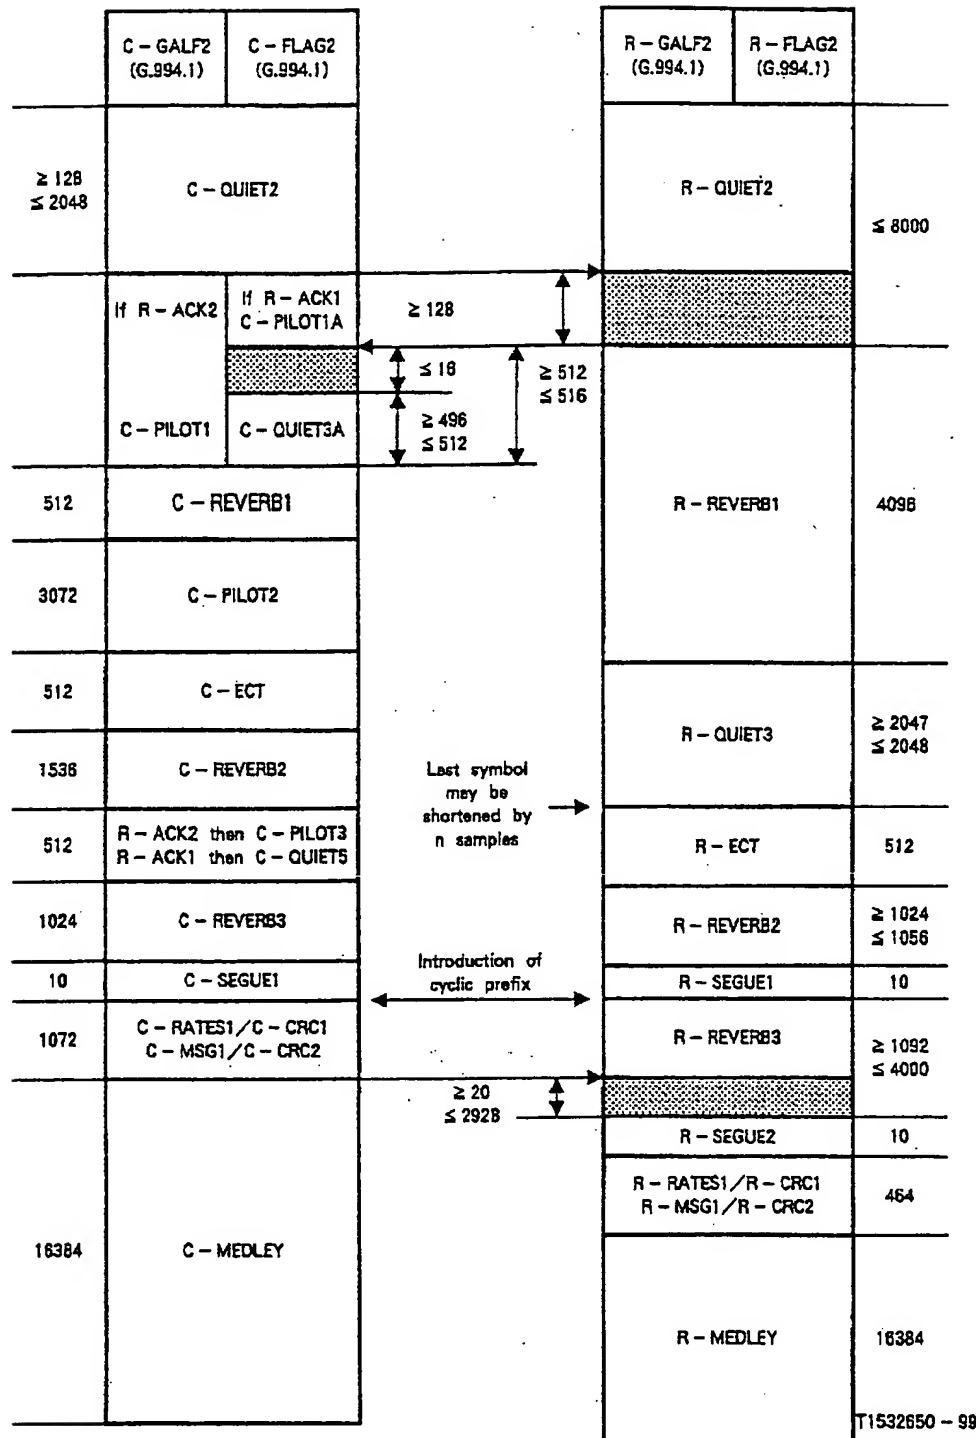 C – GALF2
(G.994.1)
C – FLAG2
(G.994.1)
R – GALF2
(G.994.1)
R – FLAG2
(G.994.1)
≥ 128
≤ 2048
C – QUIET2
R – QUIET2
≤ 8000
If R – ACK2
If R – ACK1
C – PILOT1A
≥ 128
≤ 16
≥ 512
≤ 516
C – PILOT1
C – QUIET3A
≥ 496
≤ 512
512
C – REVERB1
R – REVERB1
4096
3072
C – PILOT2
512
C – ECT
R – QUIET3
≥ 2047
≤ 2048
1536
C – REVERB2
Last symbol
may be
shortened by
n samples
512
R – ACK2 then C – PILOT3
R – ACK1 then C – QUIET5
R – ECT
512
1024
C – REVERB3
R – REVERB2
≥ 1024
≤ 1056
10
C – SEGUE1
Introduction of
cyclic prefix
R – SEGUE1
10
1072
C – RATES1/C – CRC1
C – MSG1/C – CRC2
R – REVERB3
≥ 1092
≤ 4000
≥ 20
≤ 2928
R – SEGUE2
10
R – RATES1/R – CRC1
R – MSG1/R – CRC2
464
16384
C – MEDLEY
R – MEDLEY
16384
T1532650 – 99